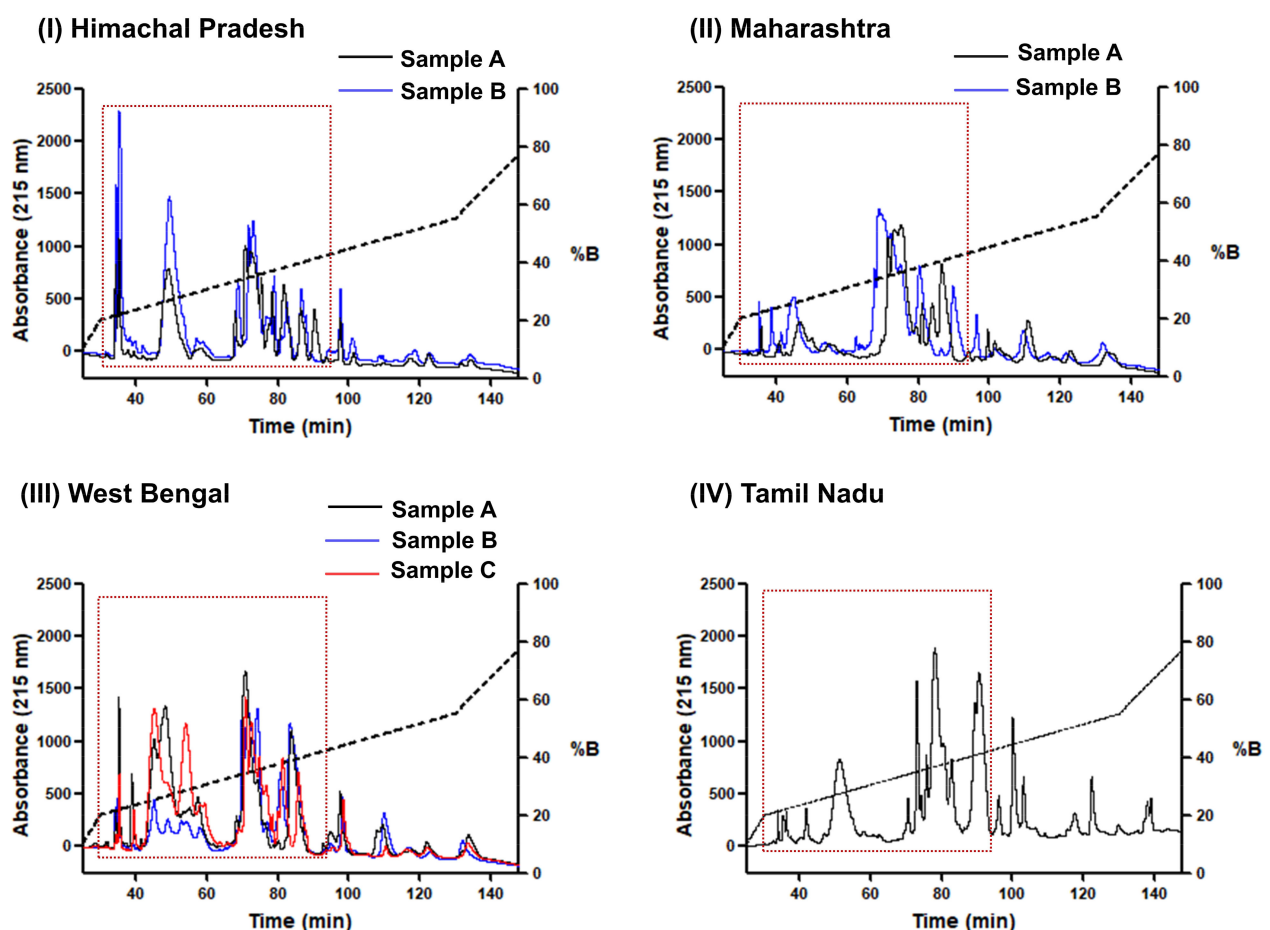 (I) Himachal Pradesh
Sample A
Sample B
2500
2000
1500
1000
500
0
Absorbance (215 nm)
100
80
60
40
20
0
%B
40 60 80 100 120 140
Time (min)
(II) Maharashtra
Sample A
Sample B
2500
2000
1500
1000
500
0
Absorbance (215 nm)
100
80
60
40
20
0
%B
40 60 80 100 120 140
Time (min)
(III) West Bengal
Sample A
Sample B
Sample C
2500
2000
1500
1000
500
0
Absorbance (215 nm)
100
80
60
40
20
0
%B
40 60 80 100 120 140
Time (min)
(IV) Tamil Nadu
2500
2000
1500
1000
500
0
Absorbance (215 nm)
100
80
60
40
20
0
%B
40 60 80 100 120 140
Time (min)